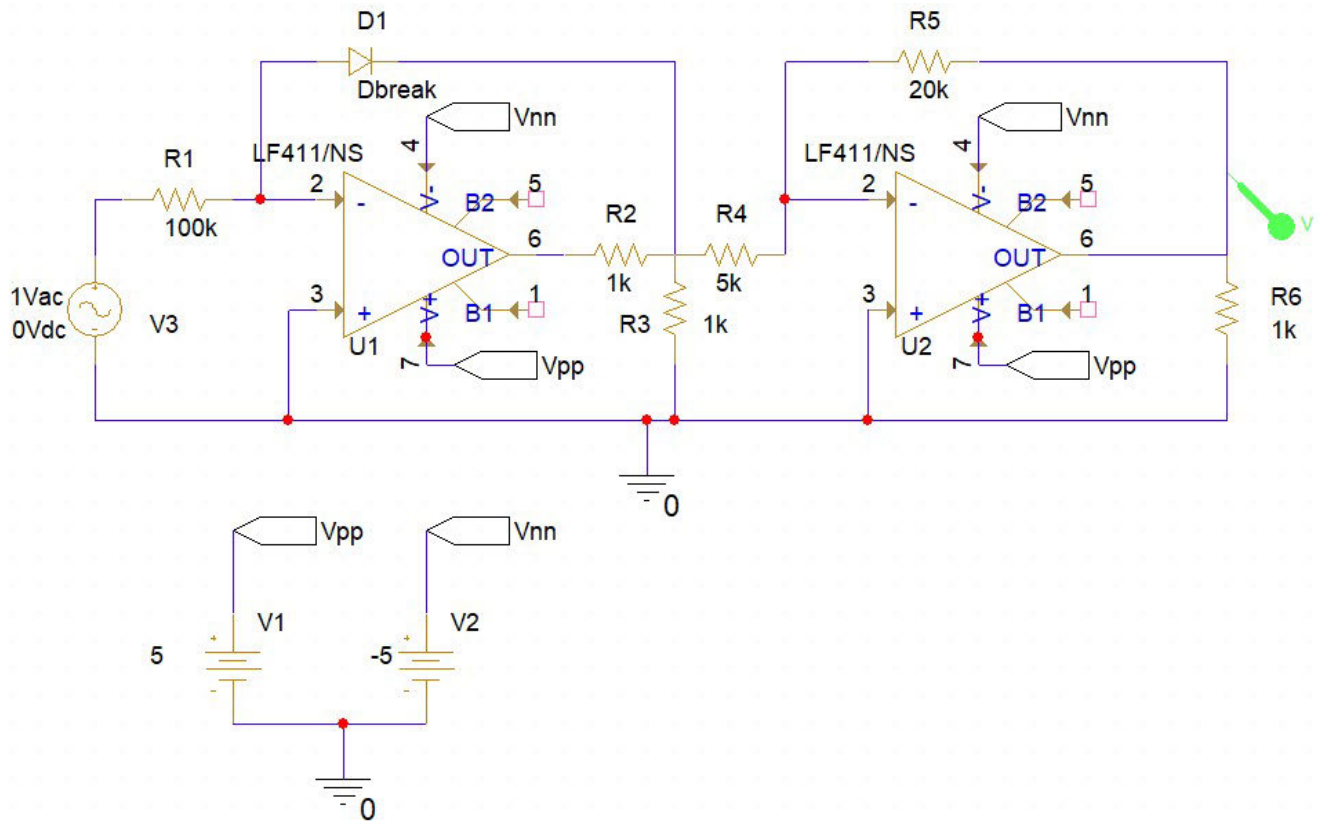 D1
Dbreak
R5
20k
Vnn
Vnn
4
4
LF411/NS
LF411/NS
R1
100k
2
-
V-
B2
5
R2
1k
R4
5k
2
-
V-
B2
5
OUT
6
OUT
6
V
1Vac
0Vdc
V3
3
+
V+
B1
1
U1
7
Vpp
R3
1k
3
+
V+
B1
1
U2
7
Vpp
R6
1k
0
Vpp
Vnn
V1
5
V2
-5
+
-
+
-
0